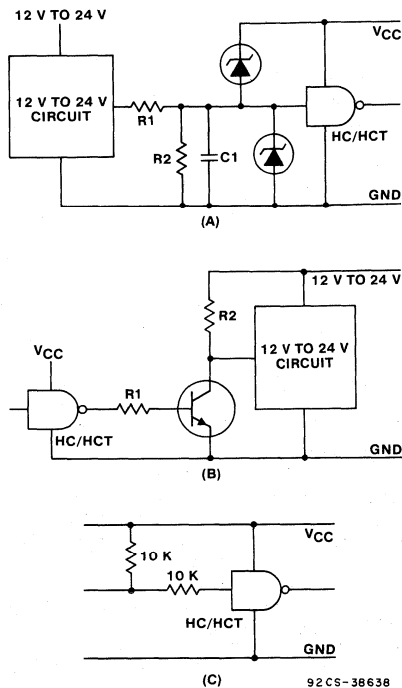 12 V TO 24 V
VCC
12 V TO 24 V
CIRCUIT
R1
HC/HCT
R2
C1
GND
(A)
12 V TO 24 V
R2
12 V TO 24 V
CIRCUIT
VCC
R1
HC/HCT
GND
(B)
VCC
10 K
10 K
HC/HCT
GND
(C)
92CS-38638